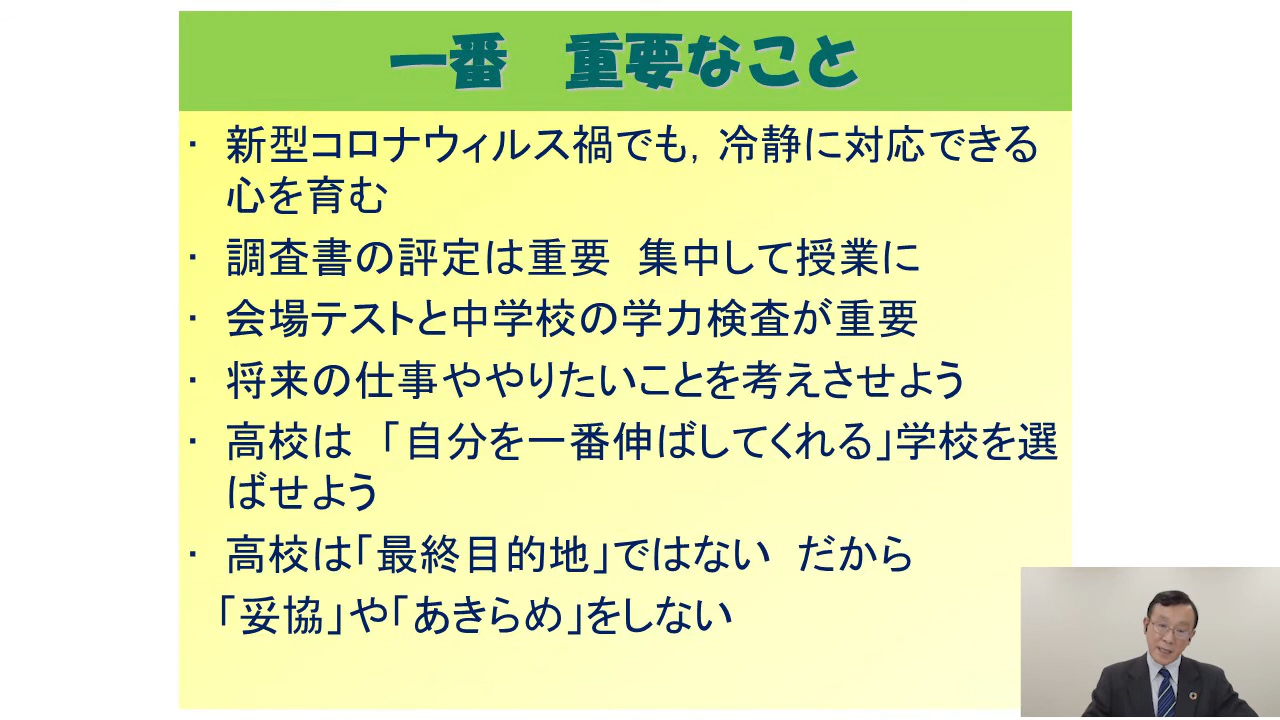 一番　重要なこと
・ 新型コロナウィルス禍でも，冷静に対応できる
心を育む
・ 調査書の評定は重要　集中して授業に
・ 会場テストと中学校の学力検査が重要
・ 将来の仕事ややりたいことを考えさせよう
・ 高校は　「自分を一番伸ばしてくれる」学校を選
ばせよう
・ 高校は「最終目的地」ではない　だから
「妥協」や「あきらめ」をしない